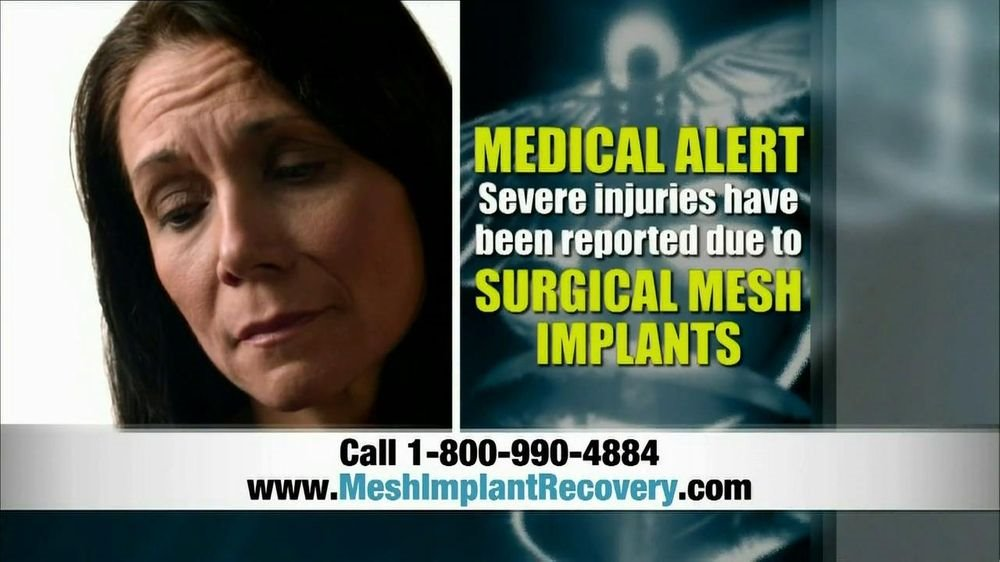 MEDICAL ALERT
Severe injuries have
been reported due to
SURGICAL MESH
IMPLANTS
Call 1-800-990-4884
www.MeshImplantRecovery.com